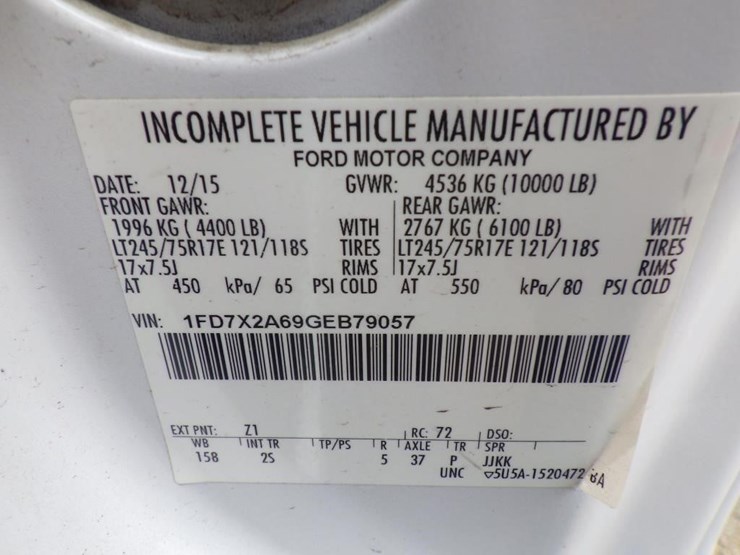 INCOMPLETE VEHICLE MANUFACTURED BY
FORD MOTOR COMPANY
DATE: 12/15 GVWR: 4536 KG (10000 LB)
FRONT GAWR: REAR GAWR:
1996 KG ( 4400 LB) WITH 2767 KG ( 6100 LB) WITH
LT245/75R17E 121/118S TIRES LT245/75R17E 121/118S TIRES
17x7.5J RIMS 17x7.5J RIMS
AT 450 kPa/ 65 PSI COLD AT 550 kPa/ 80 PSI COLD
VIN: 1FD7X2A69GEB79057
EXT PNT: Z1 RC: 72 DSO:
WB INT TR TP/PS R AXLE TR SPR
158 2S 5 37 P JJKK
UNC ▽5U5A-1520472 BA